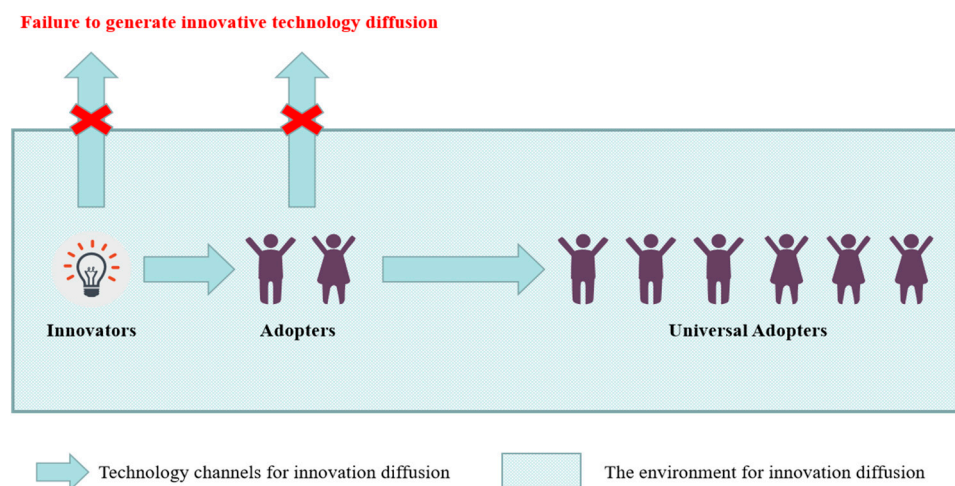 Failure to generate innovative technology diffusion
Innovators
Adopters
Universal Adopters
Technology channels for innovation diffusion
The environment for innovation diffusion